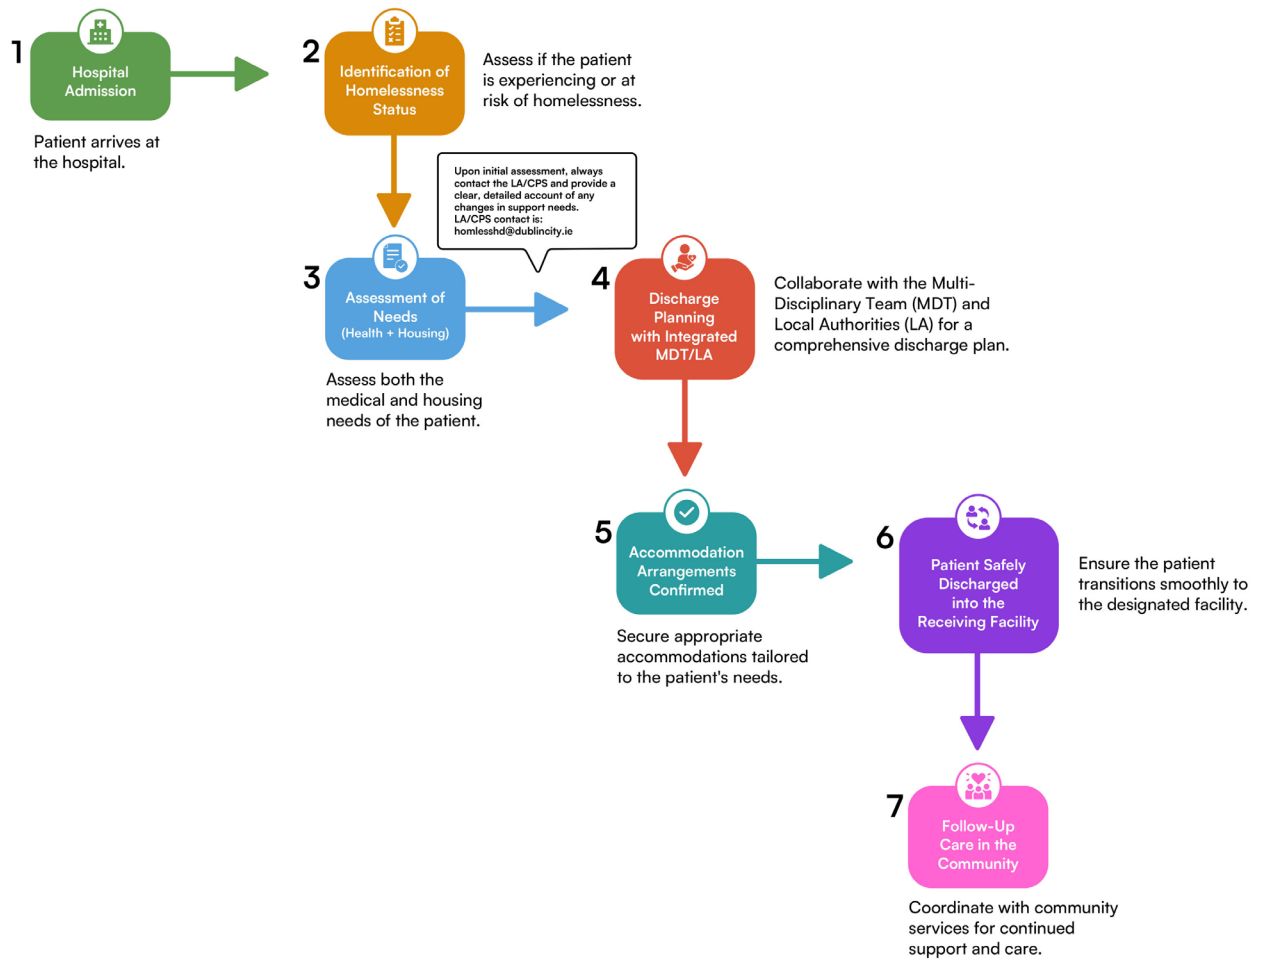 1
Hospital
Admission
Patient arrives at
the hospital.
2
Identification of
Homelessness
Status
Assess if the patient
is experiencing or at
risk of homelessness.
Upon initial assessment, always
contact the LA/CPS and provide a
clear, detailed account of any
changes in support needs.
LA/CPS contact is:
homlesshd@dublincity.ie
3
Assessment of
Needs
(Health + Housing)
Assess both the
medical and housing
needs of the patient.
4
Discharge
Planning
with Integrated
MDT/LA
Collaborate with the Multi-
Disciplinary Team (MDT) and
Local Authorities (LA) for a
comprehensive discharge plan.
5
Accommodation
Arrangements
Confirmed
Secure appropriate
accommodations tailored
to the patient's needs.
6
Patient Safely
Discharged
into the
Receiving Facility
Ensure the patient
transitions smoothly to
the designated facility.
7
Follow-Up
Care in the
Community
Coordinate with community
services for continued
support and care.